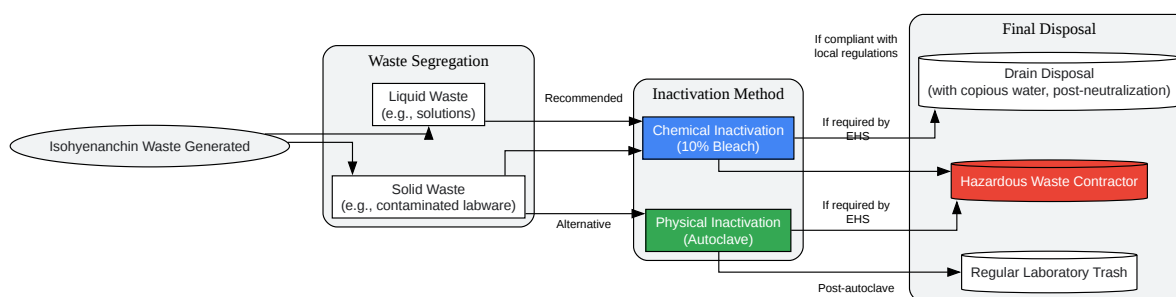 Isohyenanchin Waste Generated
Waste Segregation
Liquid Waste
(e.g., solutions)
Solid Waste
(e.g., contaminated labware)
Recommended
Alternative
Inactivation Method
Chemical Inactivation
(10% Bleach)
Physical Inactivation
(Autoclave)
If compliant with
local regulations
If required by
EHS
If required by
EHS
Post-autoclave
Final Disposal
Drain Disposal
(with copious water, post-neutralization)
Hazardous Waste Contractor
Regular Laboratory Trash